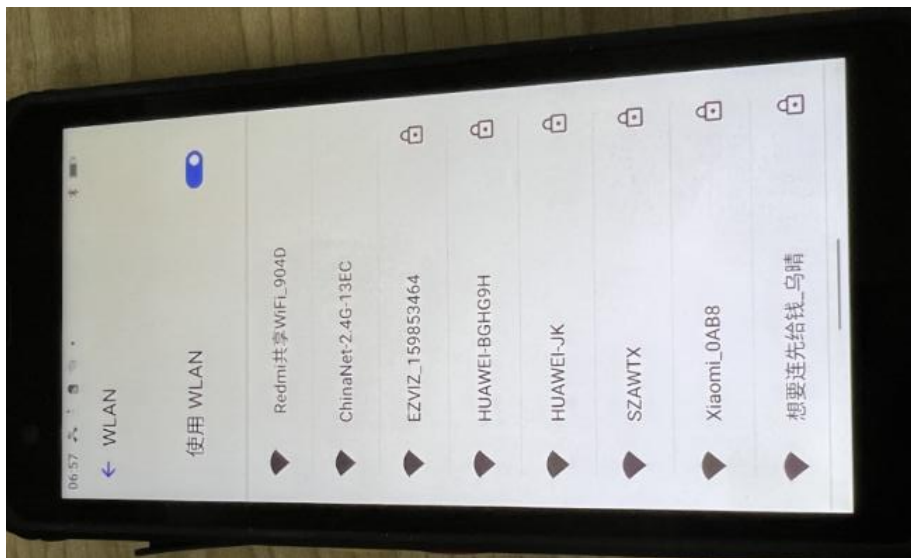 06:57
WLAN
使用 WLAN
Redmi共享WiFi_904D
ChinaNet-2.4G-13EC
EZVIZ_159853464
HUAWEI-BGHG9H
HUAWEI-JK
SZAWTX
Xiaomi_0AB8
想要连先给钱_乌晴